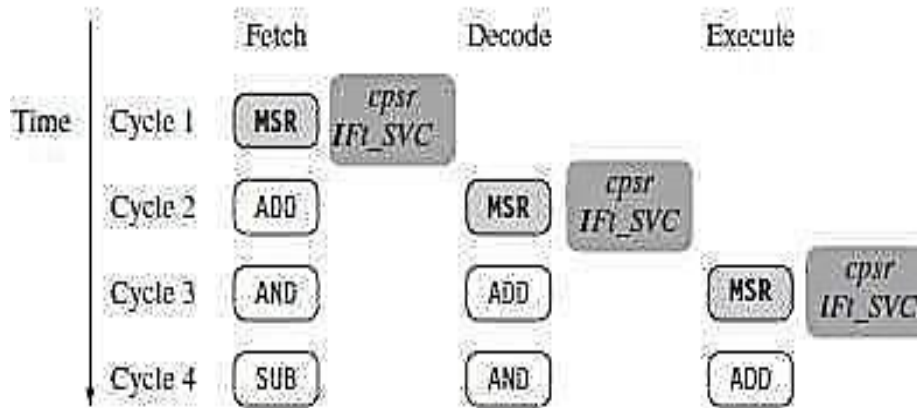 Fetch Decode Execute
Time Cycle 1 MSR cpsr
IFt_SVC
Cycle 2 ADD MSR cpsr
IFt_SVC
Cycle 3 AND ADD MSR cpsr
IFt_SVC
Cycle 4 SUB AND ADD